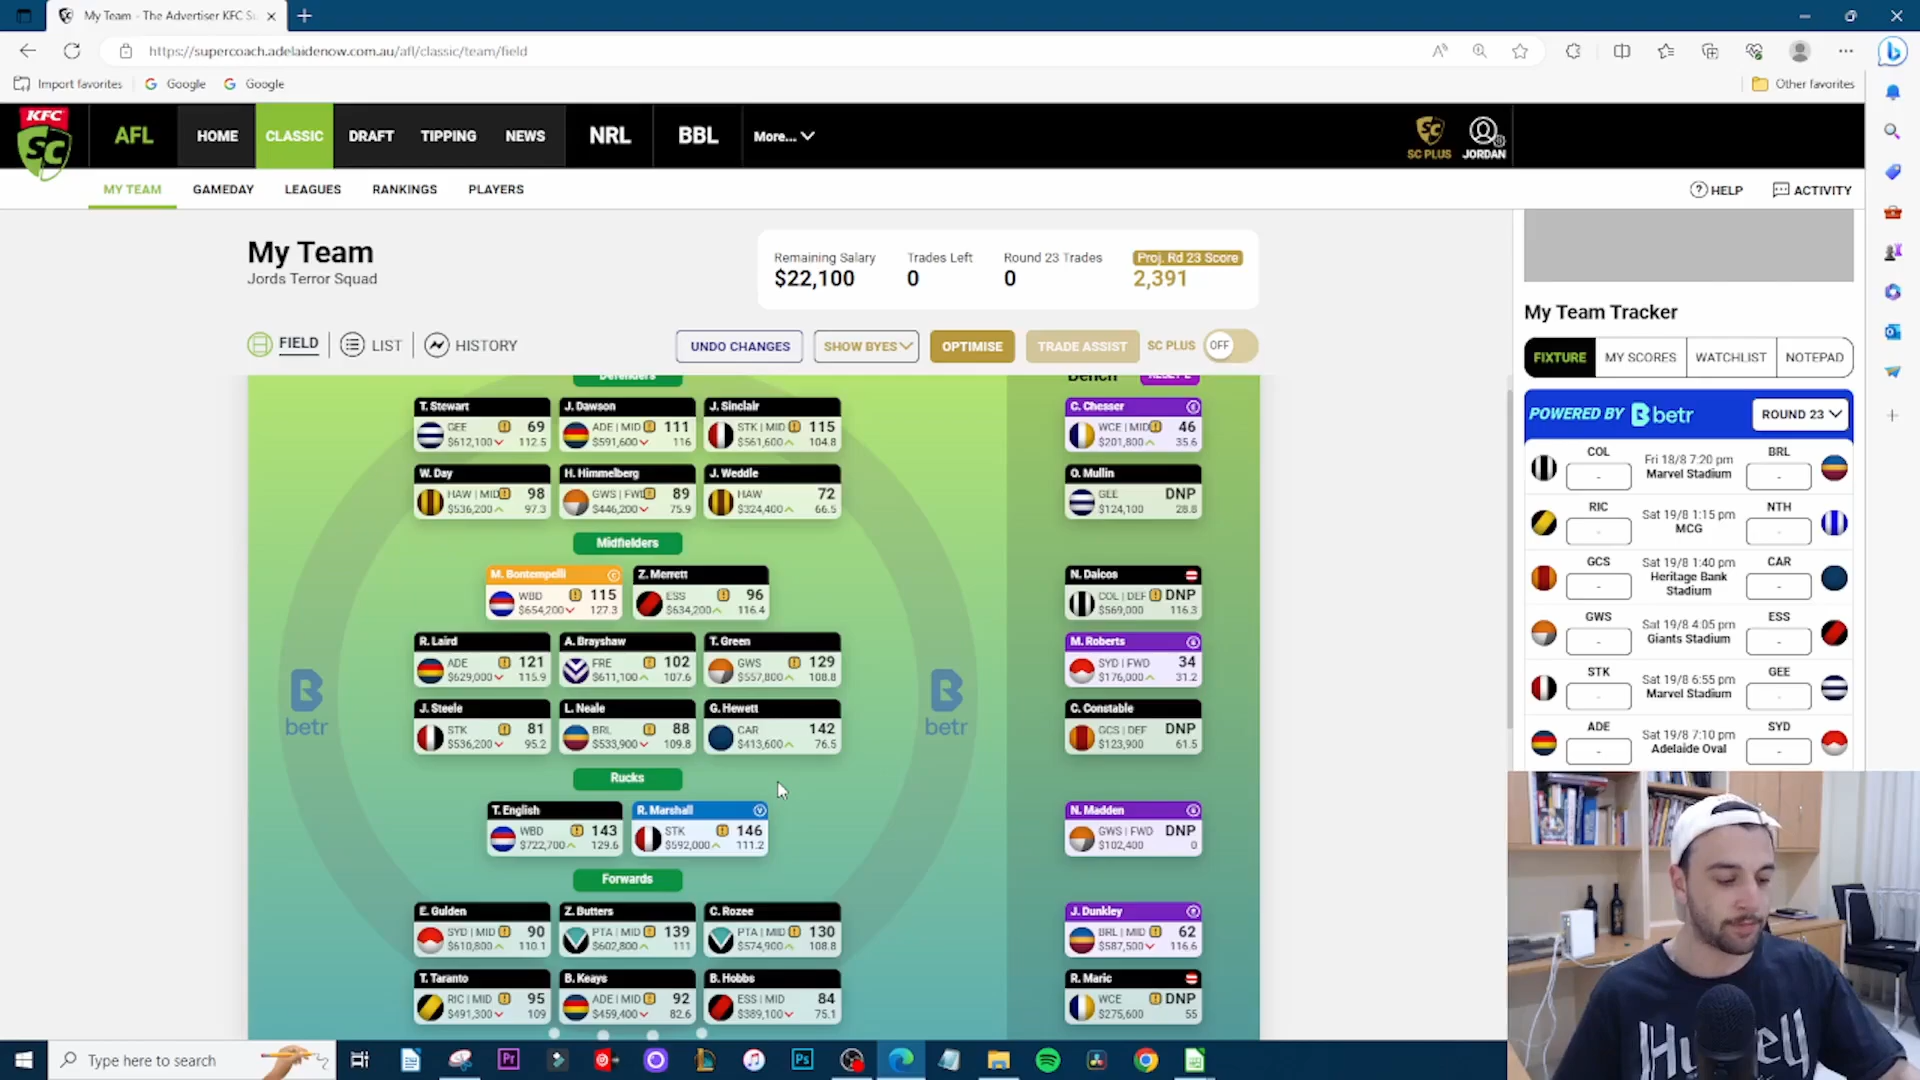 My Team - The Advertiser KFC Su
https://supercoach.adelaidenow.com.au/afl/classic/team/field
Import favorites
Google
Google
Other favorites
KFC
SC
AFL
HOME
CLASSIC
DRAFT
TIPPING
NEWS
NRL
BBL
More...
SC PLUS
JORDAN
MY TEAM
GAMEDAY
LEAGUES
RANKINGS
PLAYERS
HELP
ACTIVITY
My Team
Jords Terror Squad
Remaining Salary
$22,100
Trades Left
0
Round 23 Trades
0
Proj. Rd 23 Score
2,391
FIELD
LIST
HISTORY
UNDO CHANGES
SHOW BYES
OPTIMISE
TRADE ASSIST
SC PLUS
OFF
Defenders
Bench
T. Stewart
GEE 69
$612,100 112.5
J. Dawson
ADE | MID 111
$591,600 116
J. Sinclair
STK | MID 115
$561,600 104.8
C. Chesser
WCE | MID 46
$201,800 35.6
W. Day
HAW | MID 98
$536,200 97.3
H. Himmelberg
GWS | FWD 89
$446,200 75.9
J. Weddle
HAW 72
$324,400 66.5
O. Mullin
GEE DNP
$124,100 28.8
Midfielders
M. Bontempelli
WBD 115
$654,200 127.3
Z. Merrett
ESS 96
$634,200 116.4
N. Daicos
COL | DEF DNP
$569,000 116.3
R. Laird
ADE 121
$629,000 115.9
A. Brayshaw
FRE 102
$611,100 107.6
T. Green
GWS 129
$557,800 108.8
M. Roberts
SYD | FWD 34
$176,000 31.2
J. Steele
STK 81
$536,200 95.2
L. Neale
BRL 88
$533,900 109.8
G. Hewett
CAR 142
$413,600 76.5
C. Constable
GCS | DEF DNP
$123,900 61.5
betr
betr
Rucks
T. English
WBD 143
$722,700 129.6
R. Marshall
STK 146
$592,000 111.2
N. Madden
GWS | FWD DNP
$102,400 0
Forwards
E. Gulden
SYD | MID 90
$610,800 110.1
Z. Butters
PTA | MID 139
$602,800 111
C. Rozee
PTA | MID 130
$574,900 108.8
J. Dunkley
BRL | MID 62
$587,500 116.6
T. Taranto
RIC | MID 95
$491,300 109
B. Keays
ADE | MID 92
$459,400 82.6
B. Hobbs
ESS | MID 84
$389,100 75.1
R. Maric
WCE DNP
$275,600 55
My Team Tracker
FIXTURE
MY SCORES
WATCHLIST
NOTEPAD
POWERED BY betr
ROUND 23
COL
Fri 18/8 7:20 pm
Marvel Stadium
BRL
RIC
Sat 19/8 1:15 pm
MCG
NTH
GCS
Sat 19/8 1:40 pm
Heritage Bank
Stadium
CAR
GWS
Sat 19/8 4:05 pm
Giants Stadium
ESS
STK
Sat 19/8 6:55 pm
Marvel Stadium
GEE
ADE
Sat 19/8 7:10 pm
Adelaide Oval
SYD
Type here to search